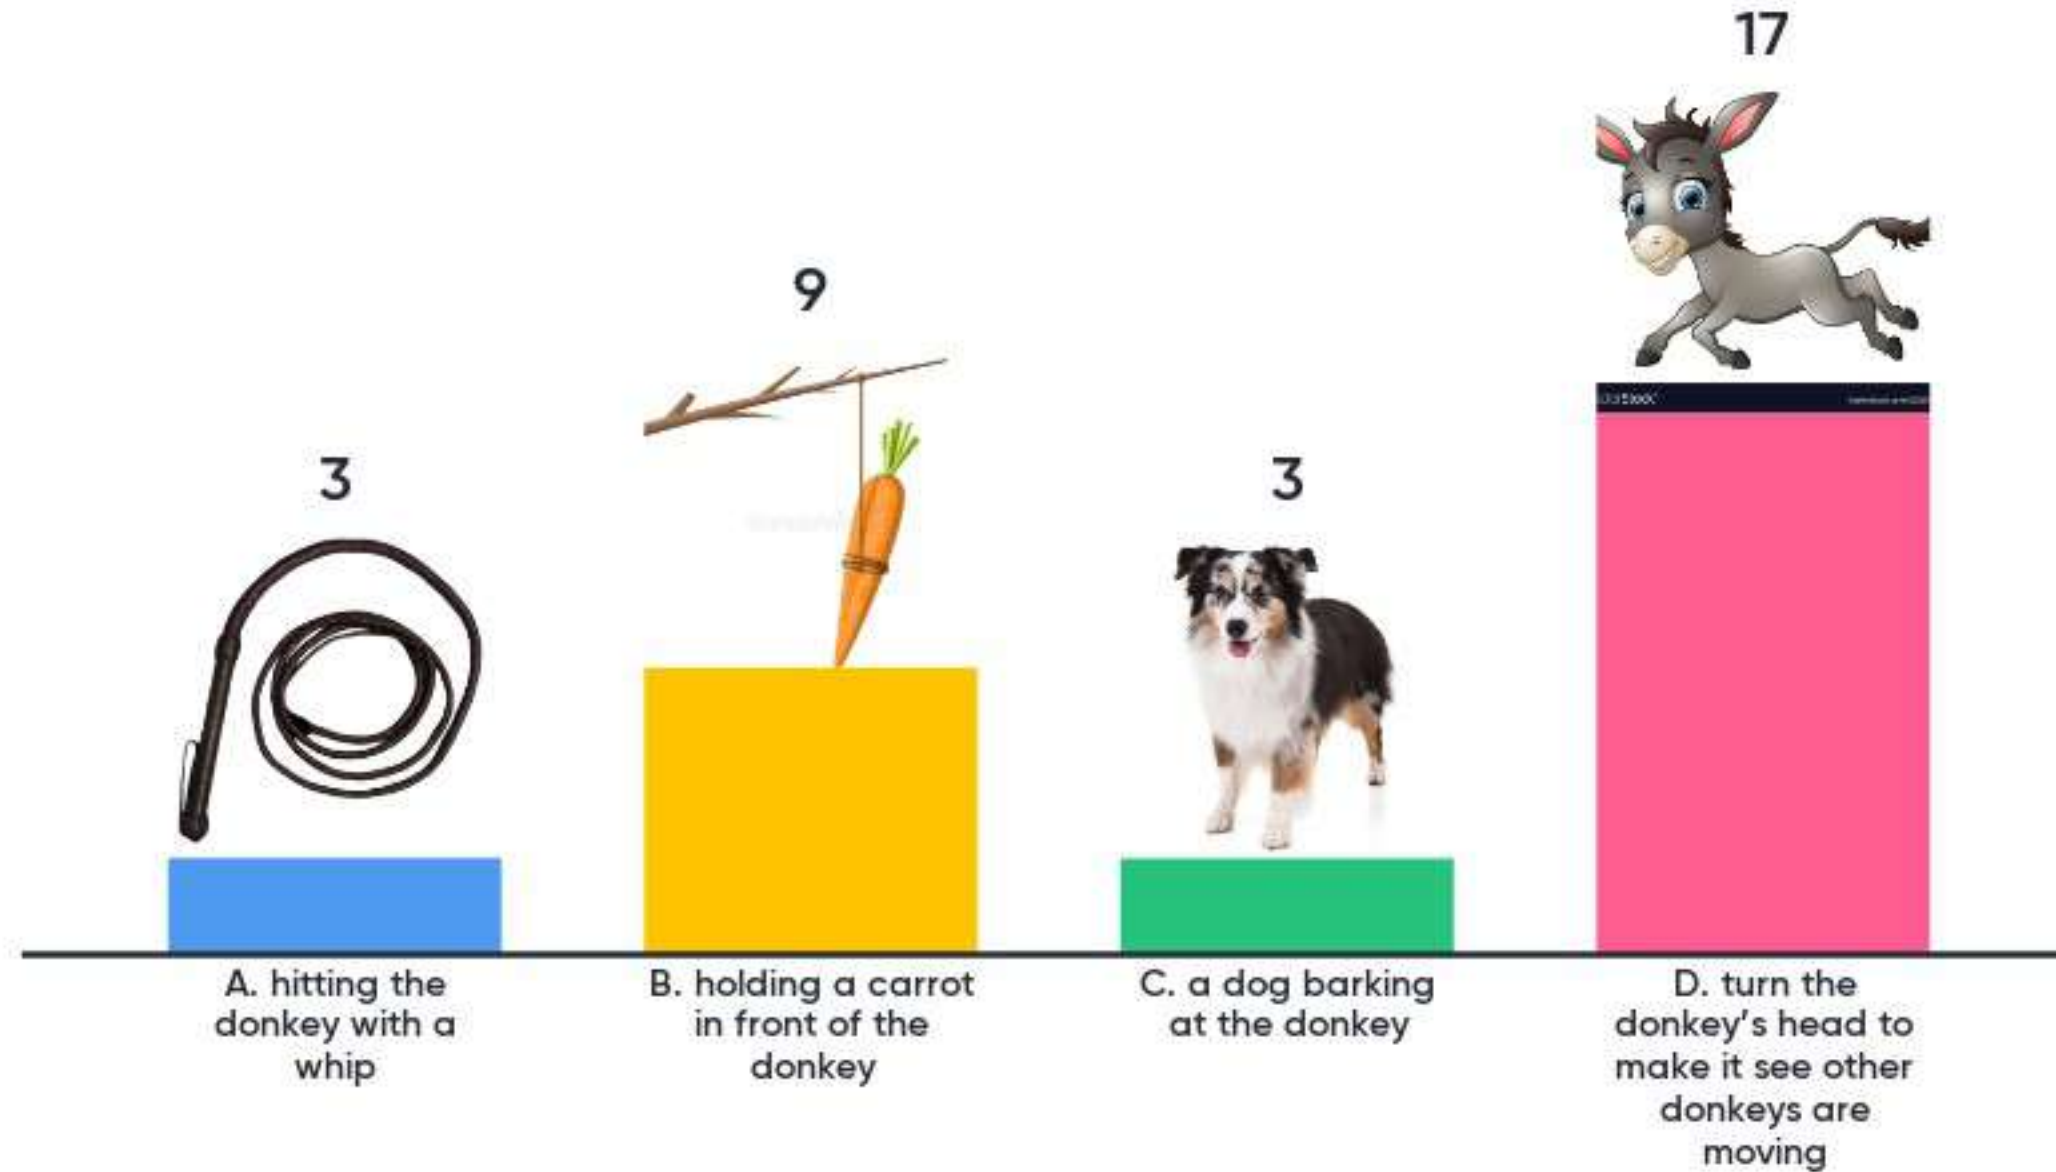 17
9
3
3
A. hitting the
donkey with a
whip
B. holding a carrot
in front of the
donkey
C. a dog barking
at the donkey
D. turn the
donkey's head to
make it see other
donkeys are
moving